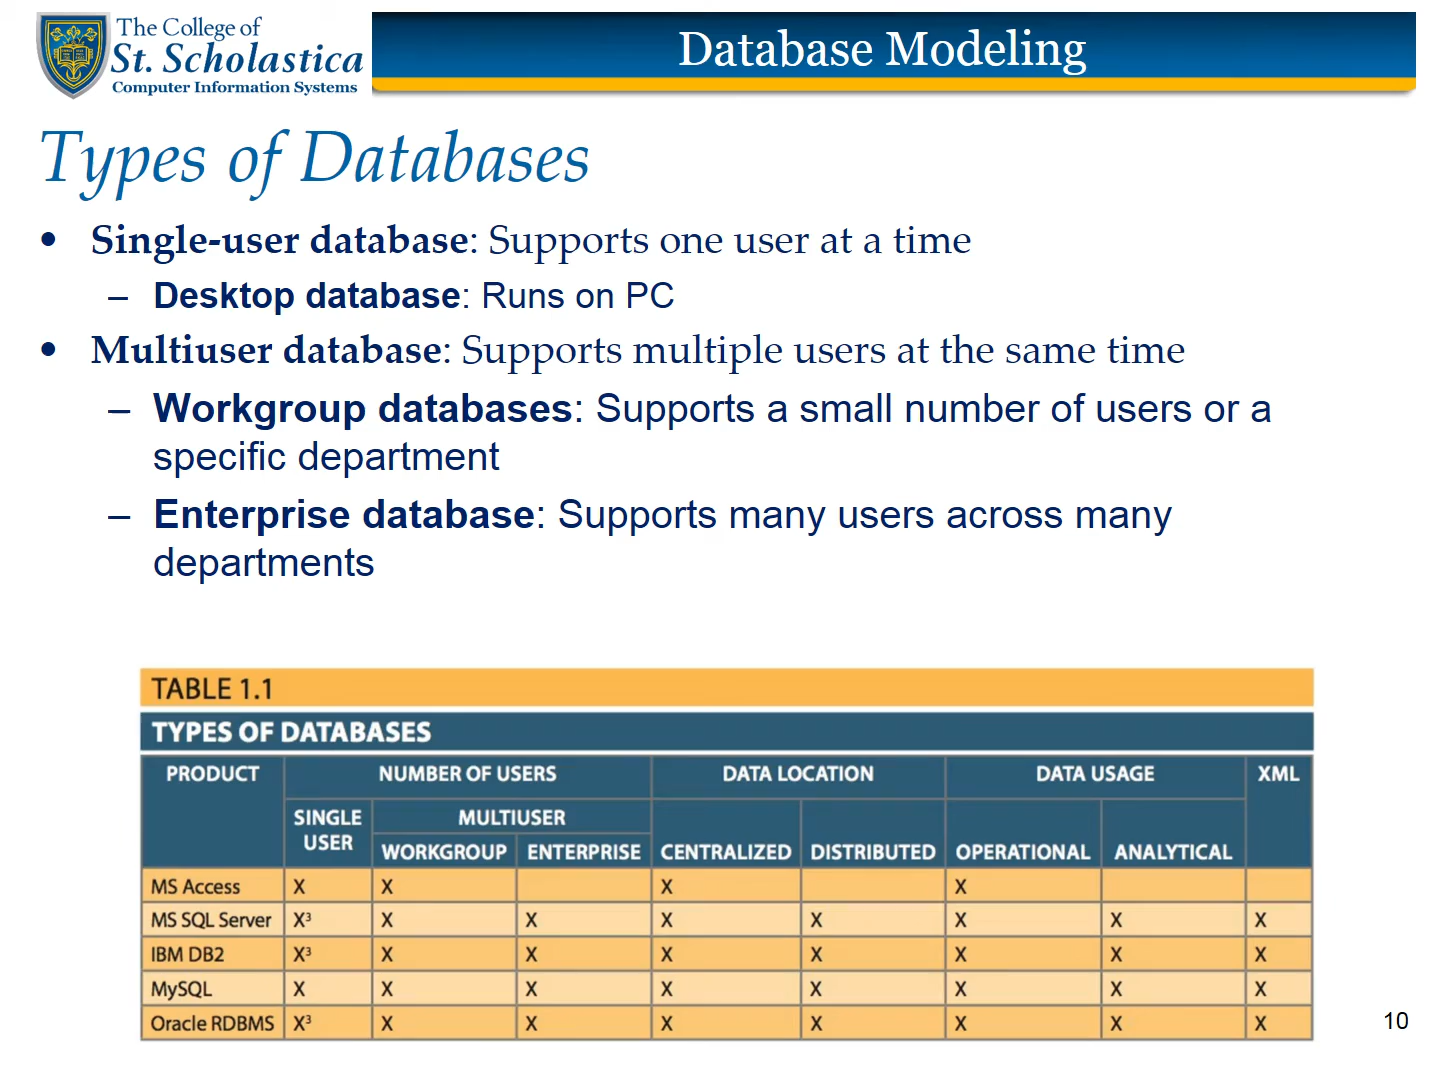 The College of
St. Scholastica
Computer Information Systems
Database Modeling
Types of Databases
• Single-user database: Supports one user at a time
– Desktop database: Runs on PC
• Multiuser database: Supports multiple users at the same time
– Workgroup databases: Supports a small number of users or a
specific department
– Enterprise database: Supports many users across many
departments
TABLE 1.1
TYPES OF DATABASES
PRODUCT NUMBER OF USERS DATA LOCATION DATA USAGE XML
SINGLE USER MULTIUSER
WORKGROUP ENTERPRISE CENTRALIZED DISTRIBUTED OPERATIONAL ANALYTICAL
MS Access X X X X
MS SQL Server X³ X X X X X X X
IBM DB2 X³ X X X X X X X
MySQL X X X X X X X X
Oracle RDBMS X³ X X X X X X X
10